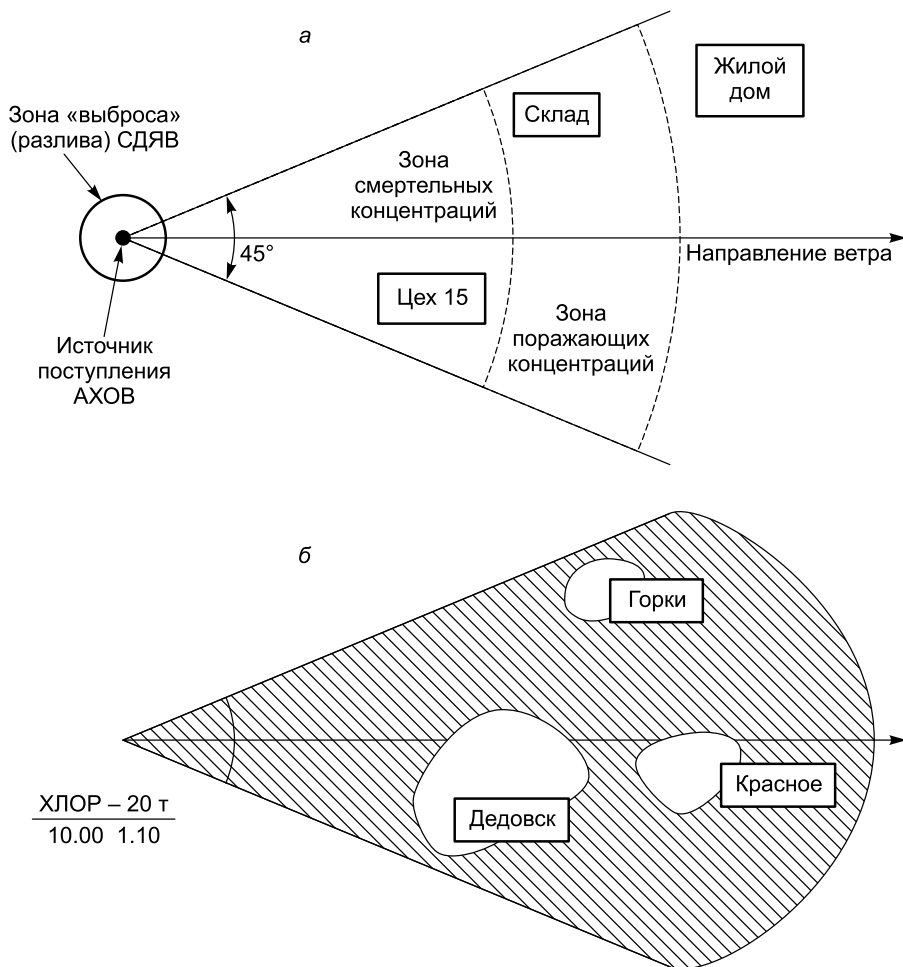 а
Жилой
дом
Склад
Зона «выброса»
(разлива) СДЯВ
Зона
смертельных
концентраций
45°
Направление ветра
Цех 15
Зона
поражающих
концентраций
Источник
поступления
АХОВ
б
Горки
Красное
Дедовск
ХЛОР – 20 т
10.00 1.10